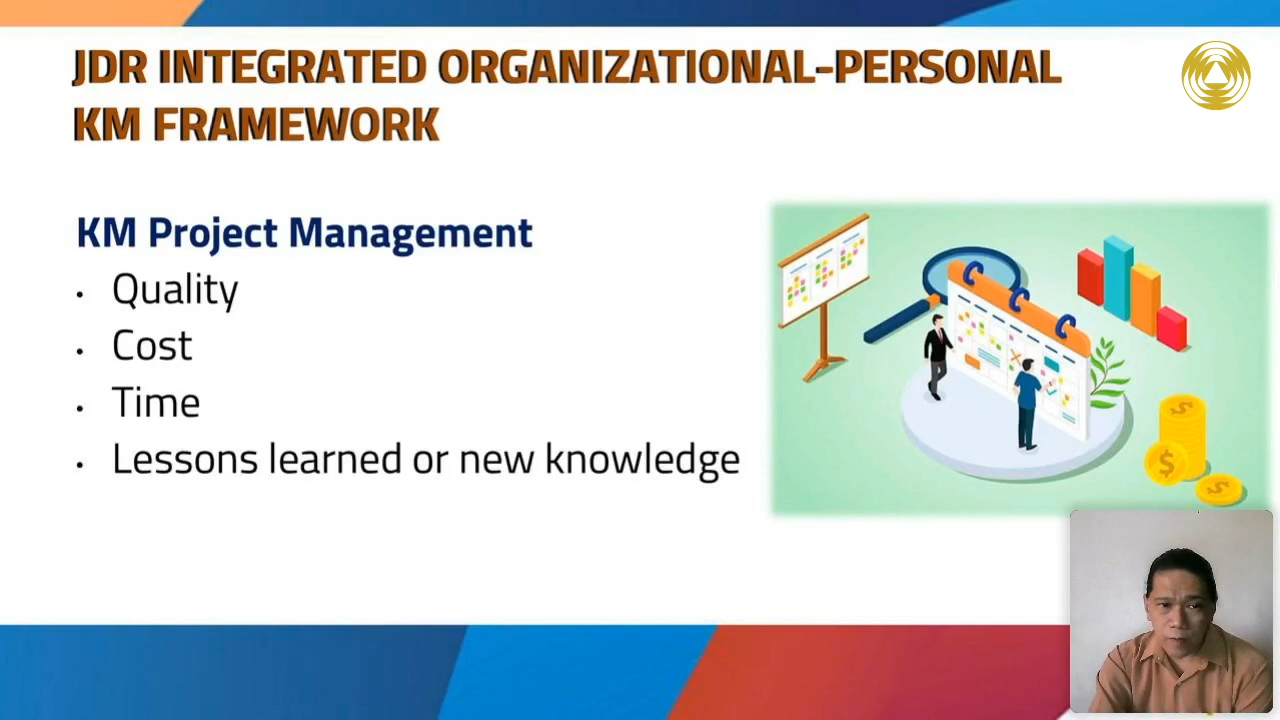 JDR INTEGRATED ORGANIZATIONAL-PERSONAL
KM FRAMEWORK
KM Project Management
• Quality
• Cost
• Time
• Lessons learned or new knowledge
$
$
$